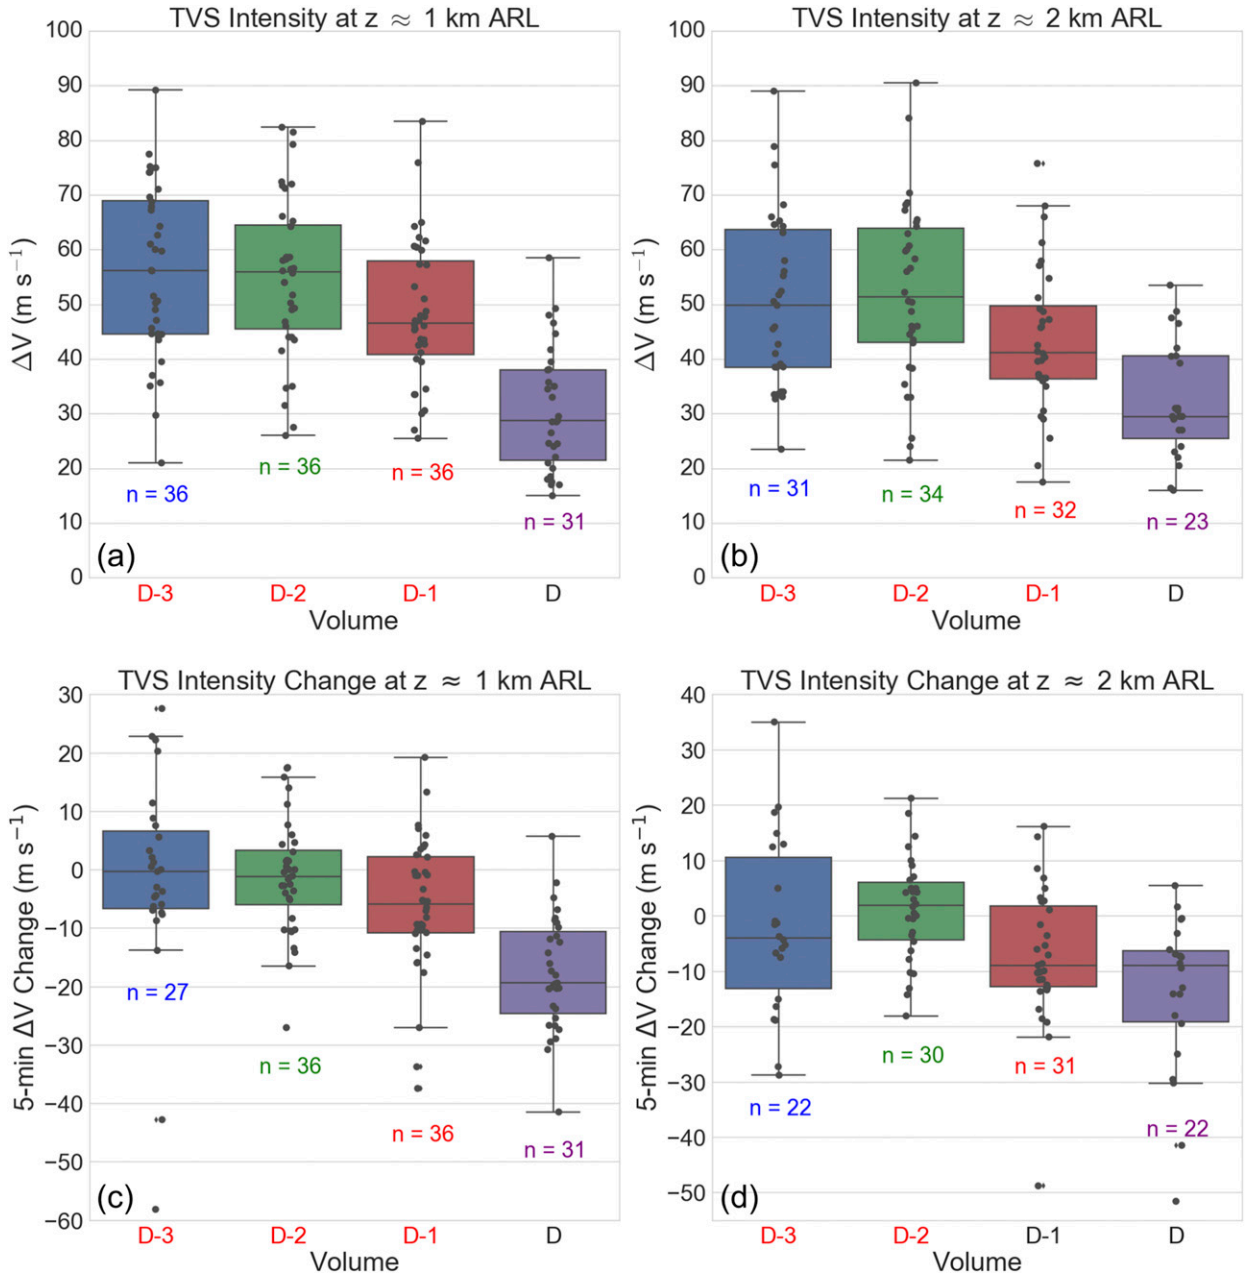 TVS Intensity at z ≈ 1 km ARL
100
90
80
70
60
50
40
30
20
10
0
ΔV (m s⁻¹)
n = 36
n = 36
n = 36
n = 31
(a)
D-3 D-2 D-1 D
Volume
TVS Intensity at z ≈ 2 km ARL
100
90
80
70
60
50
40
30
20
10
0
ΔV (m s⁻¹)
n = 31
n = 34
n = 32
n = 23
(b)
D-3 D-2 D-1 D
Volume
TVS Intensity Change at z ≈ 1 km ARL
30
20
10
0
−10
−20
−30
−40
−50
−60
5-min ΔV Change (m s⁻¹)
n = 27
n = 36
n = 36
n = 31
(c)
D-3 D-2 D-1 D
Volume
TVS Intensity Change at z ≈ 2 km ARL
40
30
20
10
0
−10
−20
−30
−40
−50
5-min ΔV Change (m s⁻¹)
n = 22
n = 30
n = 31
n = 22
(d)
D-3 D-2 D-1 D
Volume